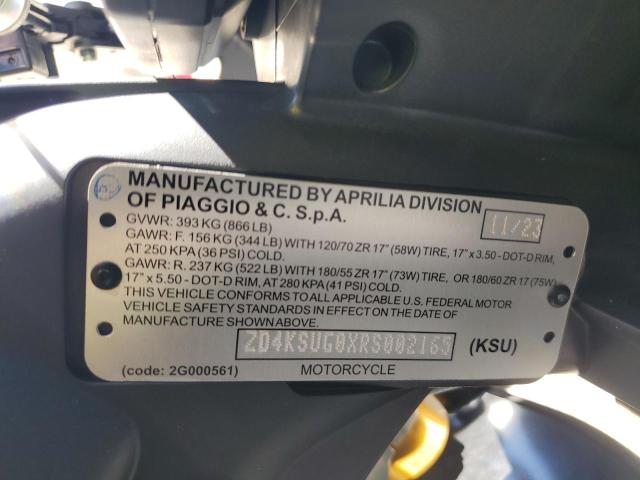 MANUFACTURED BY APRILIA DIVISION
OF PIAGGIO & C. S.p.A.
11/23
GVWR: 393 KG (866 LB)
GAWR: F. 156 KG (344 LB) WITH 120/70 ZR 17" (58W) TIRE, 17" x 3.50 - DOT-D RIM,
AT 250 KPA (36 PSI) COLD.
GAWR: R. 237 KG (522 LB) WITH 180/55 ZR 17" (73W) TIRE, OR 180/60 ZR 17 (75W)
17" x 5.50 - DOT-D RIM, AT 280 KPA (41 PSI) COLD.
THIS VEHICLE CONFORMS TO ALL APPLICABLE U.S. FEDERAL MOTOR
VEHICLE SAFETY STANDARDS IN EFFECT ON THE DATE OF
MANUFACTURE SHOWN ABOVE.
ZD4KSUG0XRS002165 (KSU)
(code: 2G000561) MOTORCYCLE